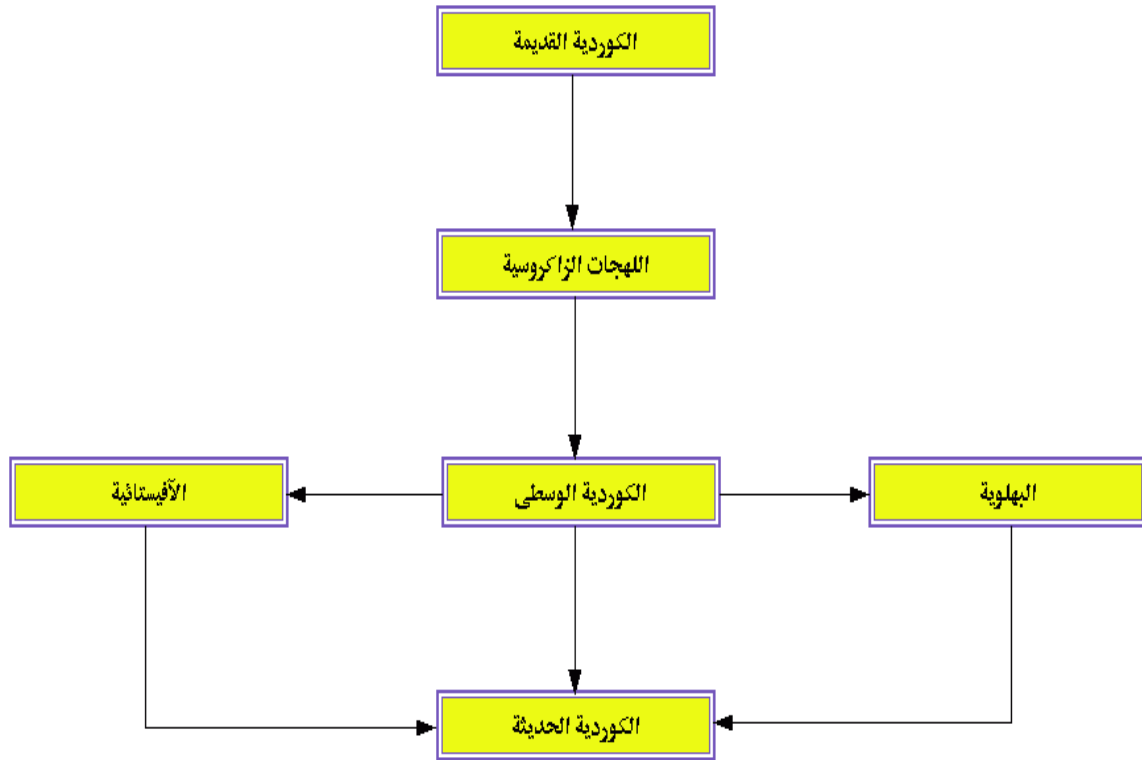 الكوردية القديمة
اللهجات الزاكروسية
البهلوية
الكوردية الوسطى
الآفيستائية
الكوردية الحديثة